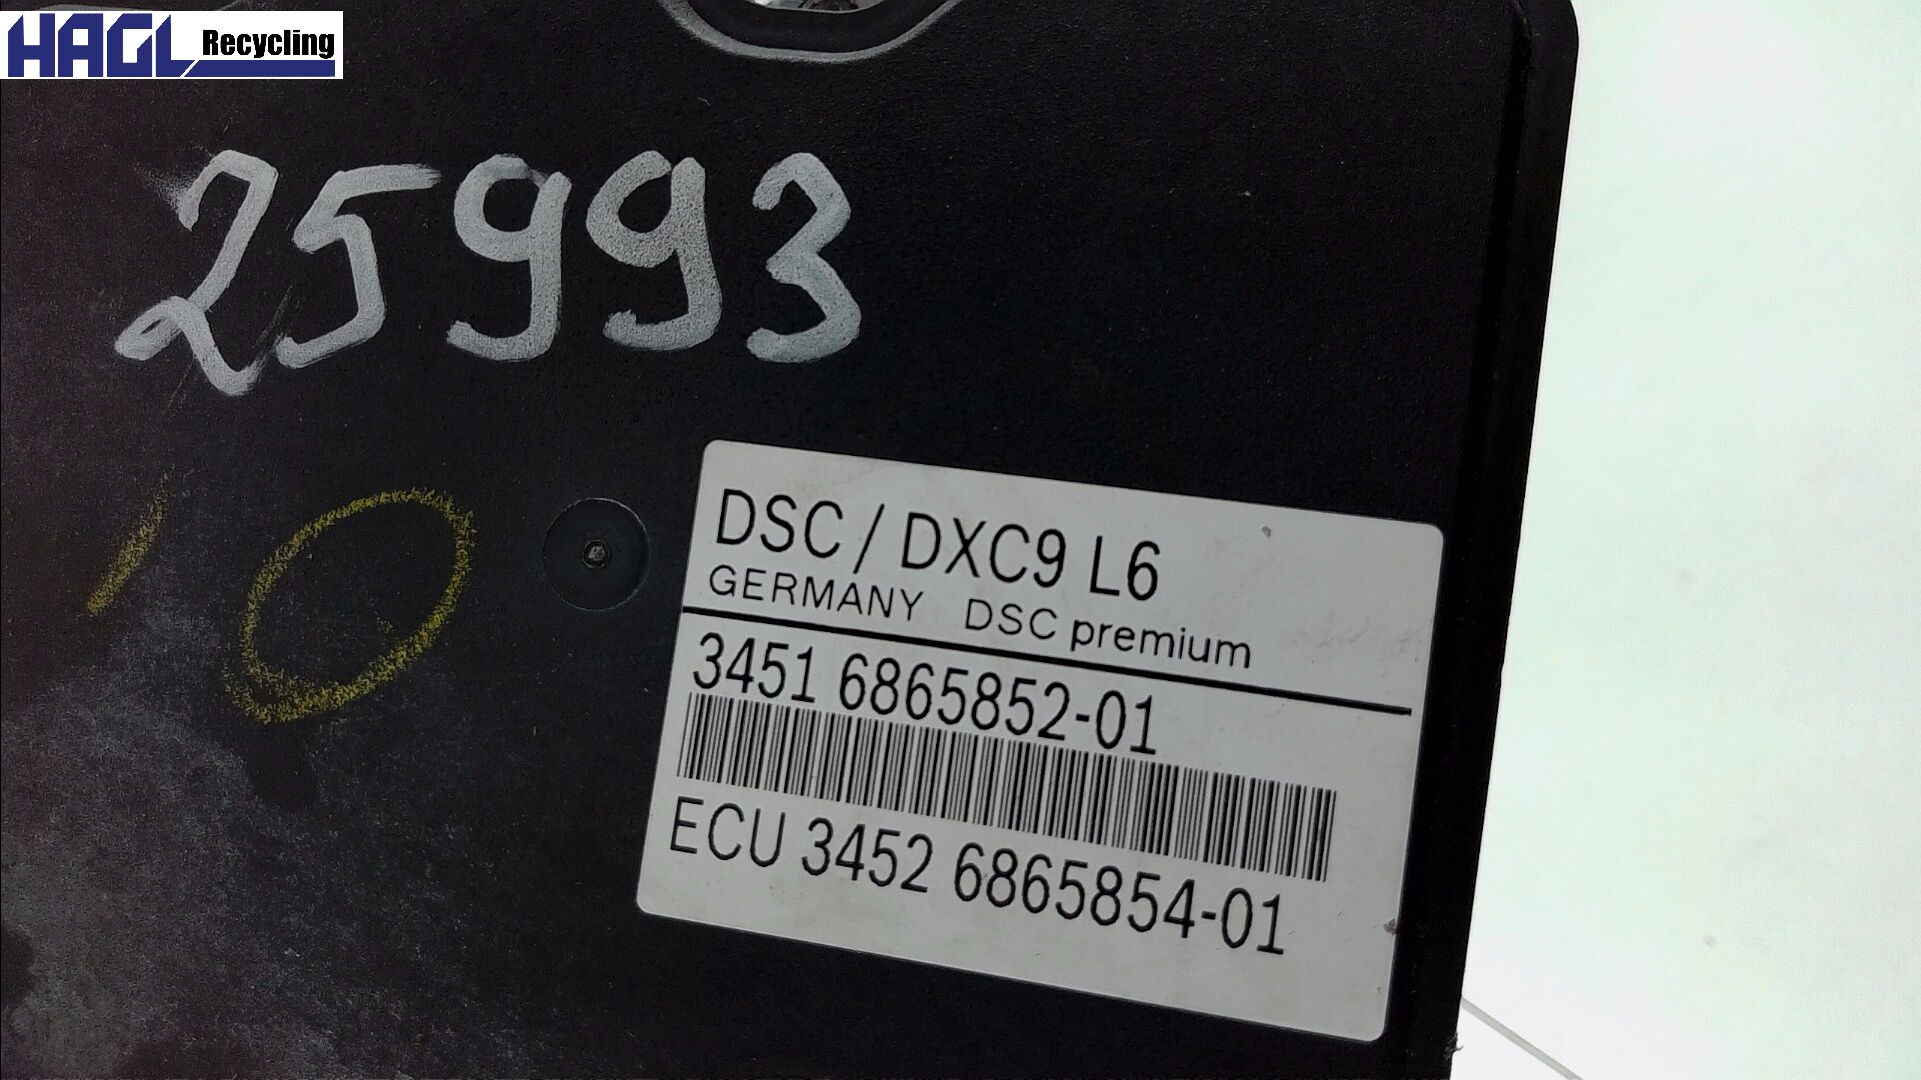 HAGL Recycling
25993
10
DSC / DXC9 L6
GERMANY DSC premium
3451 6865852-01
ECU 3452 6865854-01